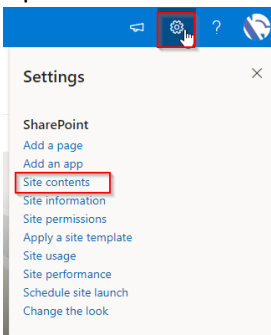 ?
Settings
SharePoint
Add a page
Add an app
Site contents
Site information
Site permissions
Apply a site template
Site usage
Site performance
Schedule site launch
Change the look